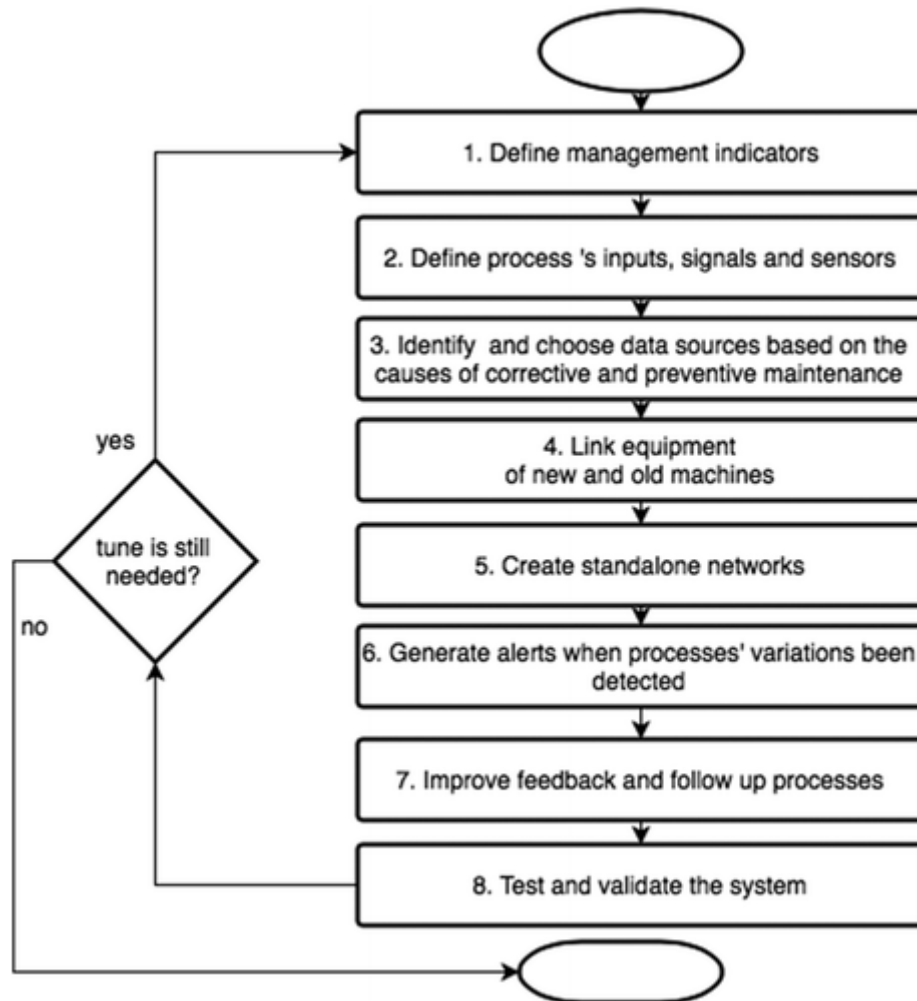 1. Define management indicators
2. Define process 's inputs, signals and sensors
3. Identify and choose data sources based on the
causes of corrective and preventive maintenance
4. Link equipment
of new and old machines
5. Create standalone networks
6. Generate alerts when processes' variations been
detected
7. Improve feedback and follow up processes
8. Test and validate the system
yes
tune is still
needed?
no